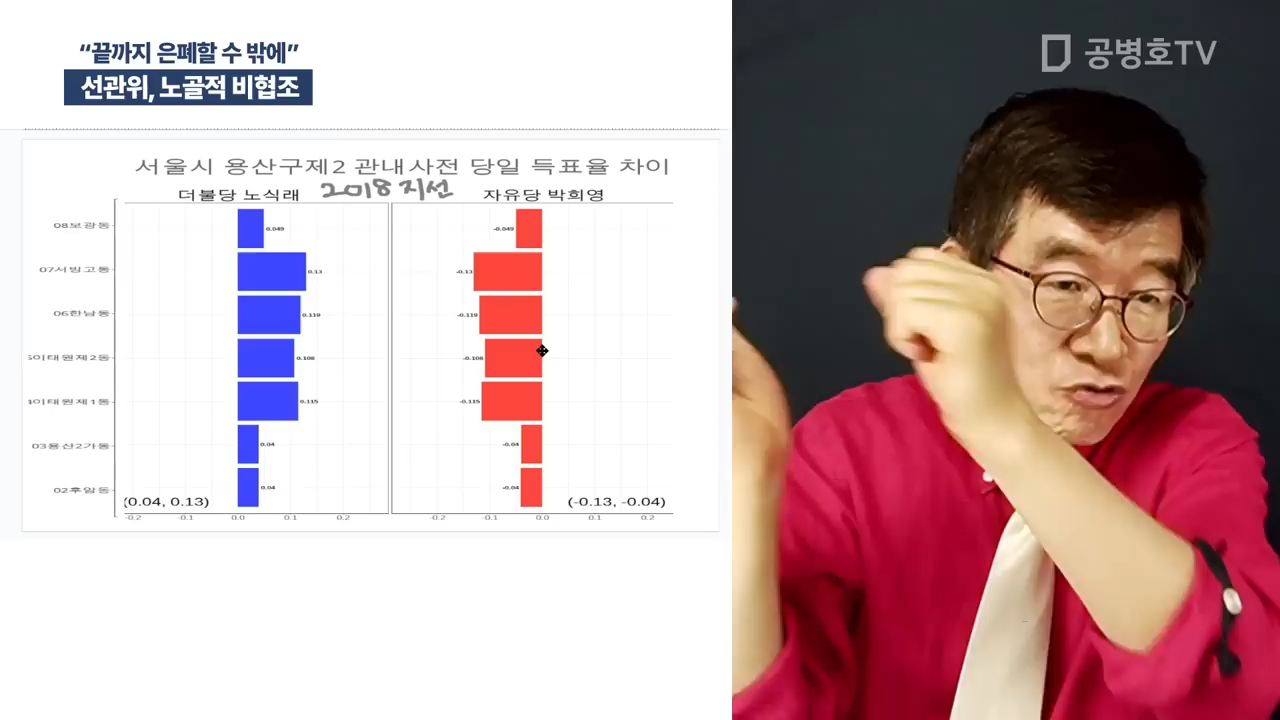 “끝까지 은폐할 수 밖에”
선관위, 노골적 비협조
공병호TV
서울시 용산구제2 관내사전 당일 득표율 차이
2018 지선
더불당 노식래
자유당 박희영
08보광동
0.049
-0.049
07서빙고동
0.13
-0.13
06한남동
0.119
-0.119
이태원제2동
0.108
-0.108
이태원제1동
0.115
-0.115
03용산2가동
0.04
-0.04
02후암동
0.04
-0.04
(0.04, 0.13)
(-0.13, -0.04)
-0.2 -0.1 0.0 0.1 0.2
-0.2 -0.1 0.0 0.1 0.2